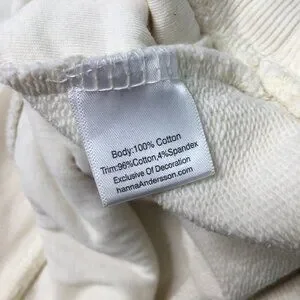 Body:100% Cotton
Trim:96%Cotton,4%Spandex
Exclusive Of Decoration
hannaAndersson.com